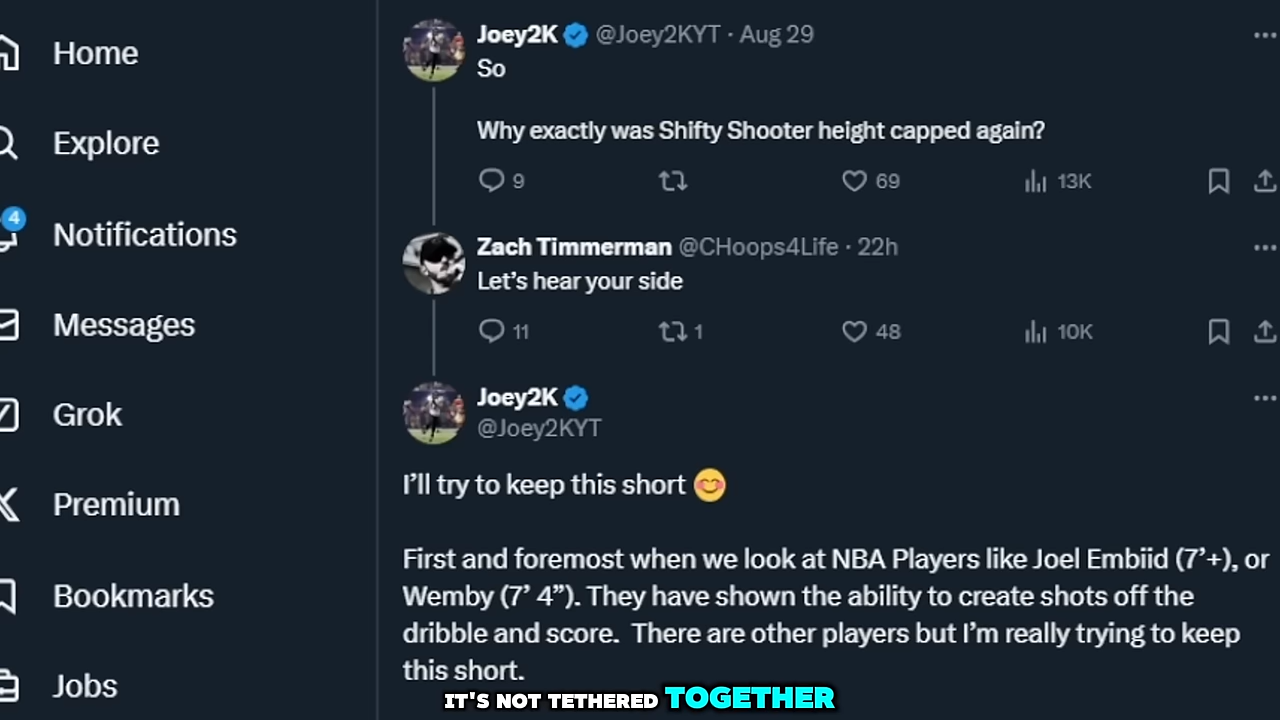 Home
Explore
4
Notifications
Messages
Grok
Premium
Bookmarks
Jobs
Joey2K @Joey2KYT · Aug 29
So
Why exactly was Shifty Shooter height capped again?
9 69 13K
Zach Timmerman @CHoops4Life · 22h
Let's hear your side
11 1 48 10K
Joey2K
@Joey2KYT
I'll try to keep this short 😊
First and foremost when we look at NBA Players like Joel Embiid (7'+), or
Wemby (7' 4”). They have shown the ability to create shots off the
dribble and score.  There are other players but I'm really trying to keep
this short.
IT'S NOT TETHERED TOGETHER